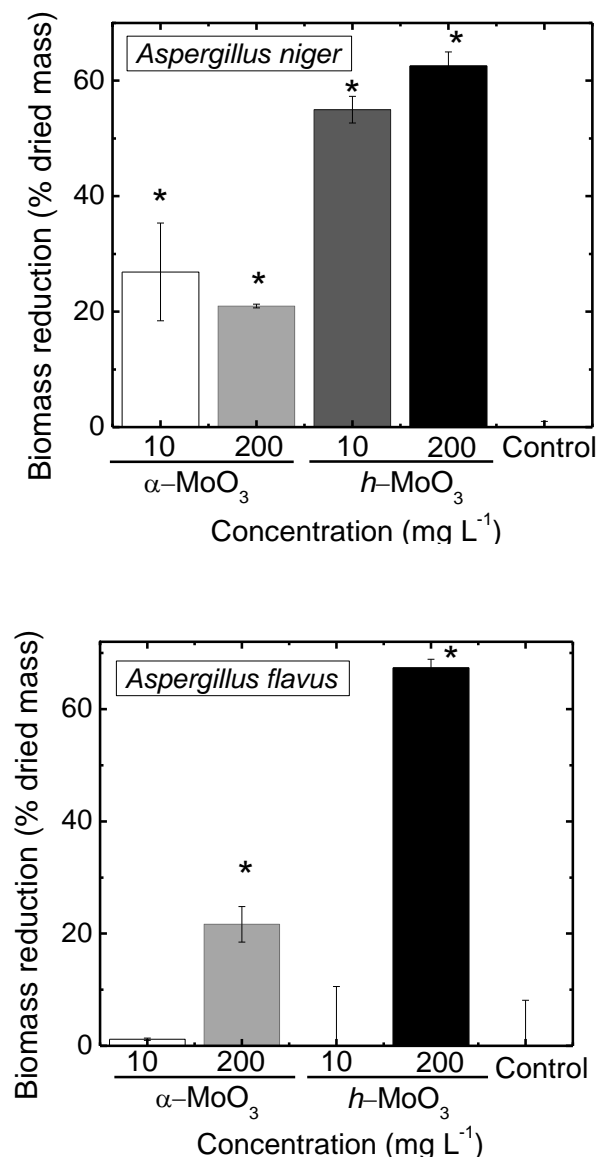 Aspergillus niger
Biomass reduction (% dried mass)
60
40
20
0
* * * *
10 200 10 200 Control
α–MoO₃ h–MoO₃
Concentration (mg L⁻¹)
Aspergillus flavus
Biomass reduction (% dried mass)
60
40
20
0
* *
10 200 10 200 Control
α–MoO₃ h–MoO₃
Concentration (mg L⁻¹)